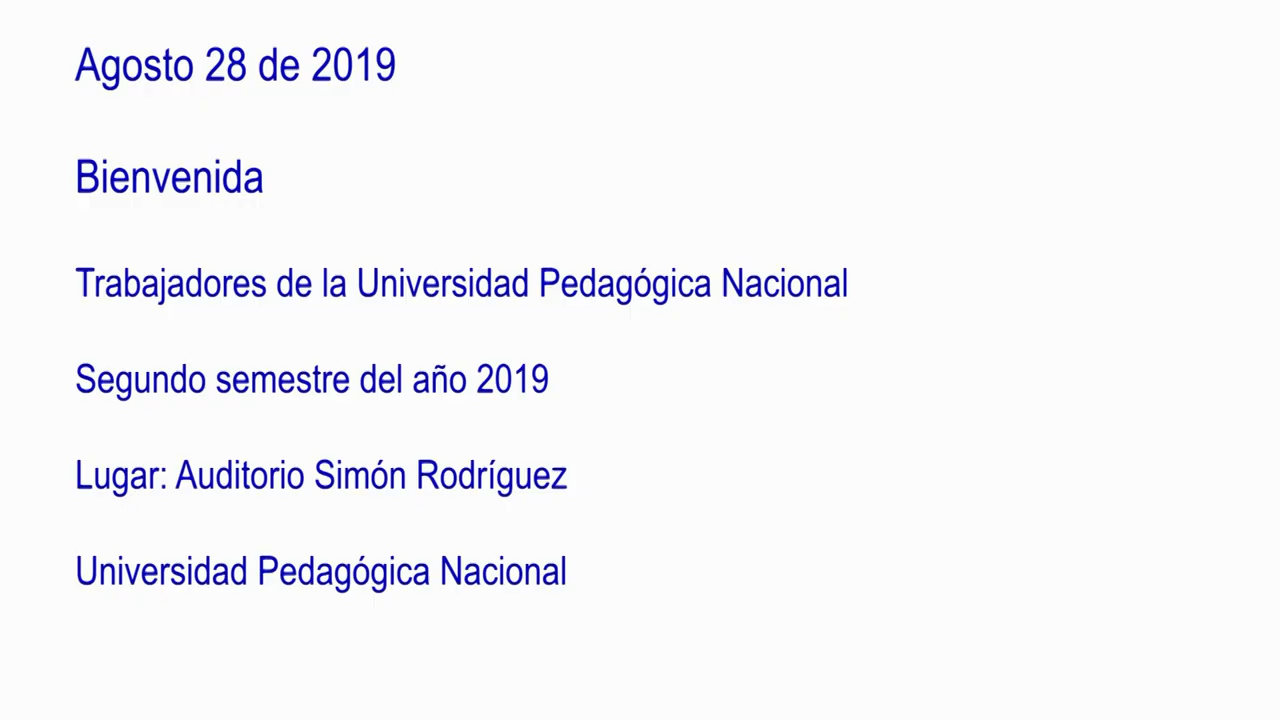 Agosto 28 de 2019
Bienvenida
Trabajadores de la Universidad Pedagógica Nacional
Segundo semestre del año 2019
Lugar: Auditorio Simón Rodríguez
Universidad Pedagógica Nacional